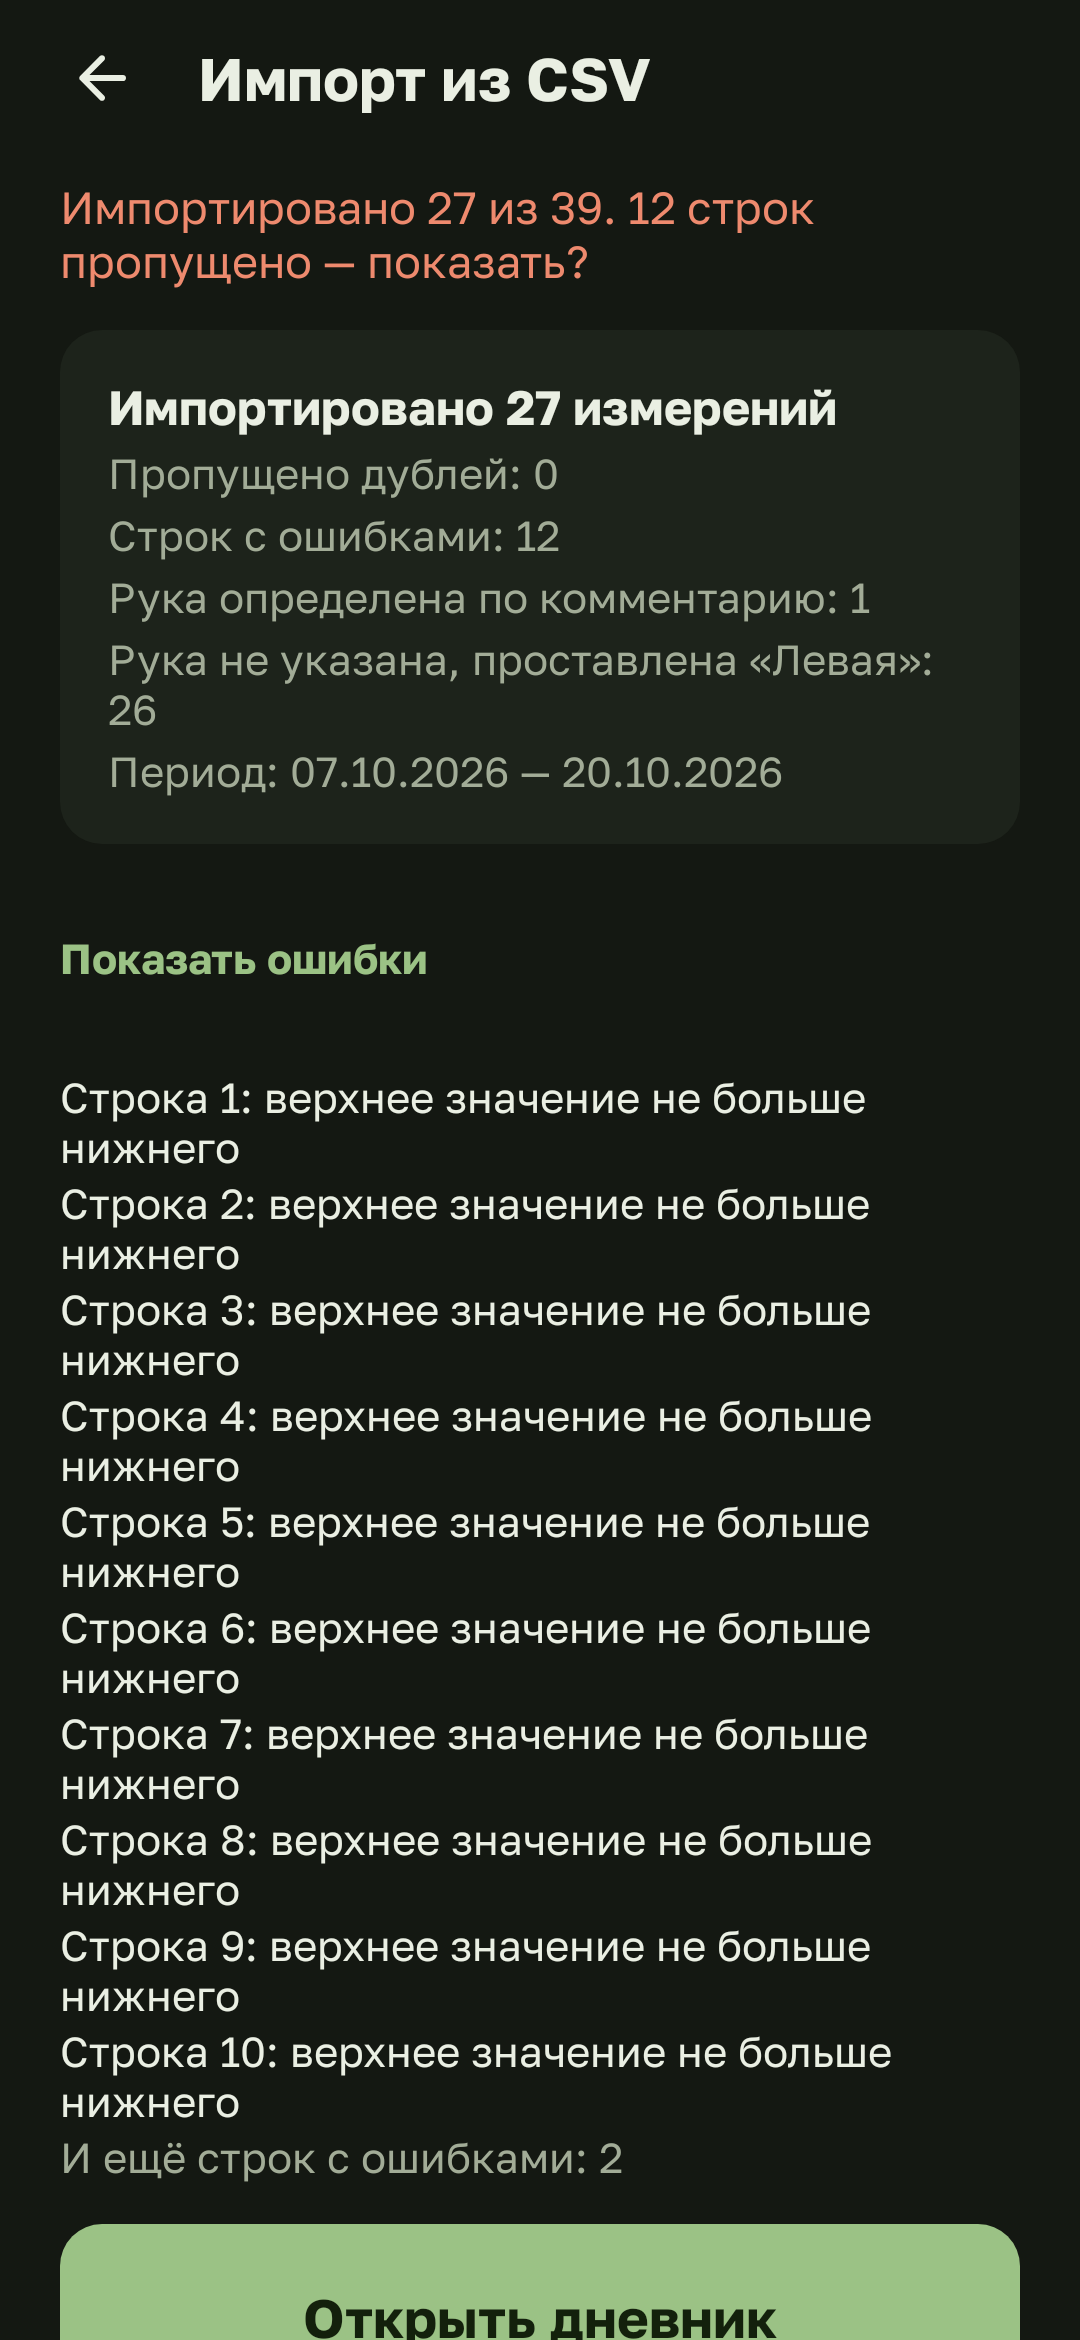 Импорт из CSV
Импортировано 27 из 39. 12 строк
пропущено — показать?
Импортировано 27 измерений
Пропущено дублей: 0
Строк с ошибками: 12
Рука определена по комментарию: 1
Рука не указана, проставлена «Левая»:
26
Период: 07.10.2026 — 20.10.2026
Показать ошибки
Строка 1: верхнее значение не больше
нижнего
Строка 2: верхнее значение не больше
нижнего
Строка 3: верхнее значение не больше
нижнего
Строка 4: верхнее значение не больше
нижнего
Строка 5: верхнее значение не больше
нижнего
Строка 6: верхнее значение не больше
нижнего
Строка 7: верхнее значение не больше
нижнего
Строка 8: верхнее значение не больше
нижнего
Строка 9: верхнее значение не больше
нижнего
Строка 10: верхнее значение не больше
нижнего
И ещё строк с ошибками: 2
Открыть дневник